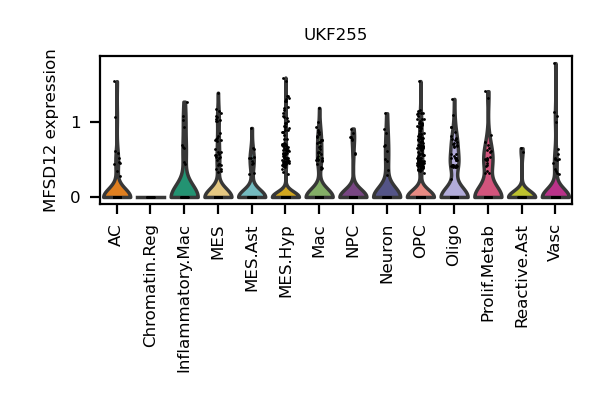 UKF255
MFSD12 expression
1
0
AC
Chromatin.Reg
Inflammatory.Mac
MES
MES.Ast
MES.Hyp
Mac
NPC
Neuron
OPC
Oligo
Prolif.Metab
Reactive.Ast
Vasc